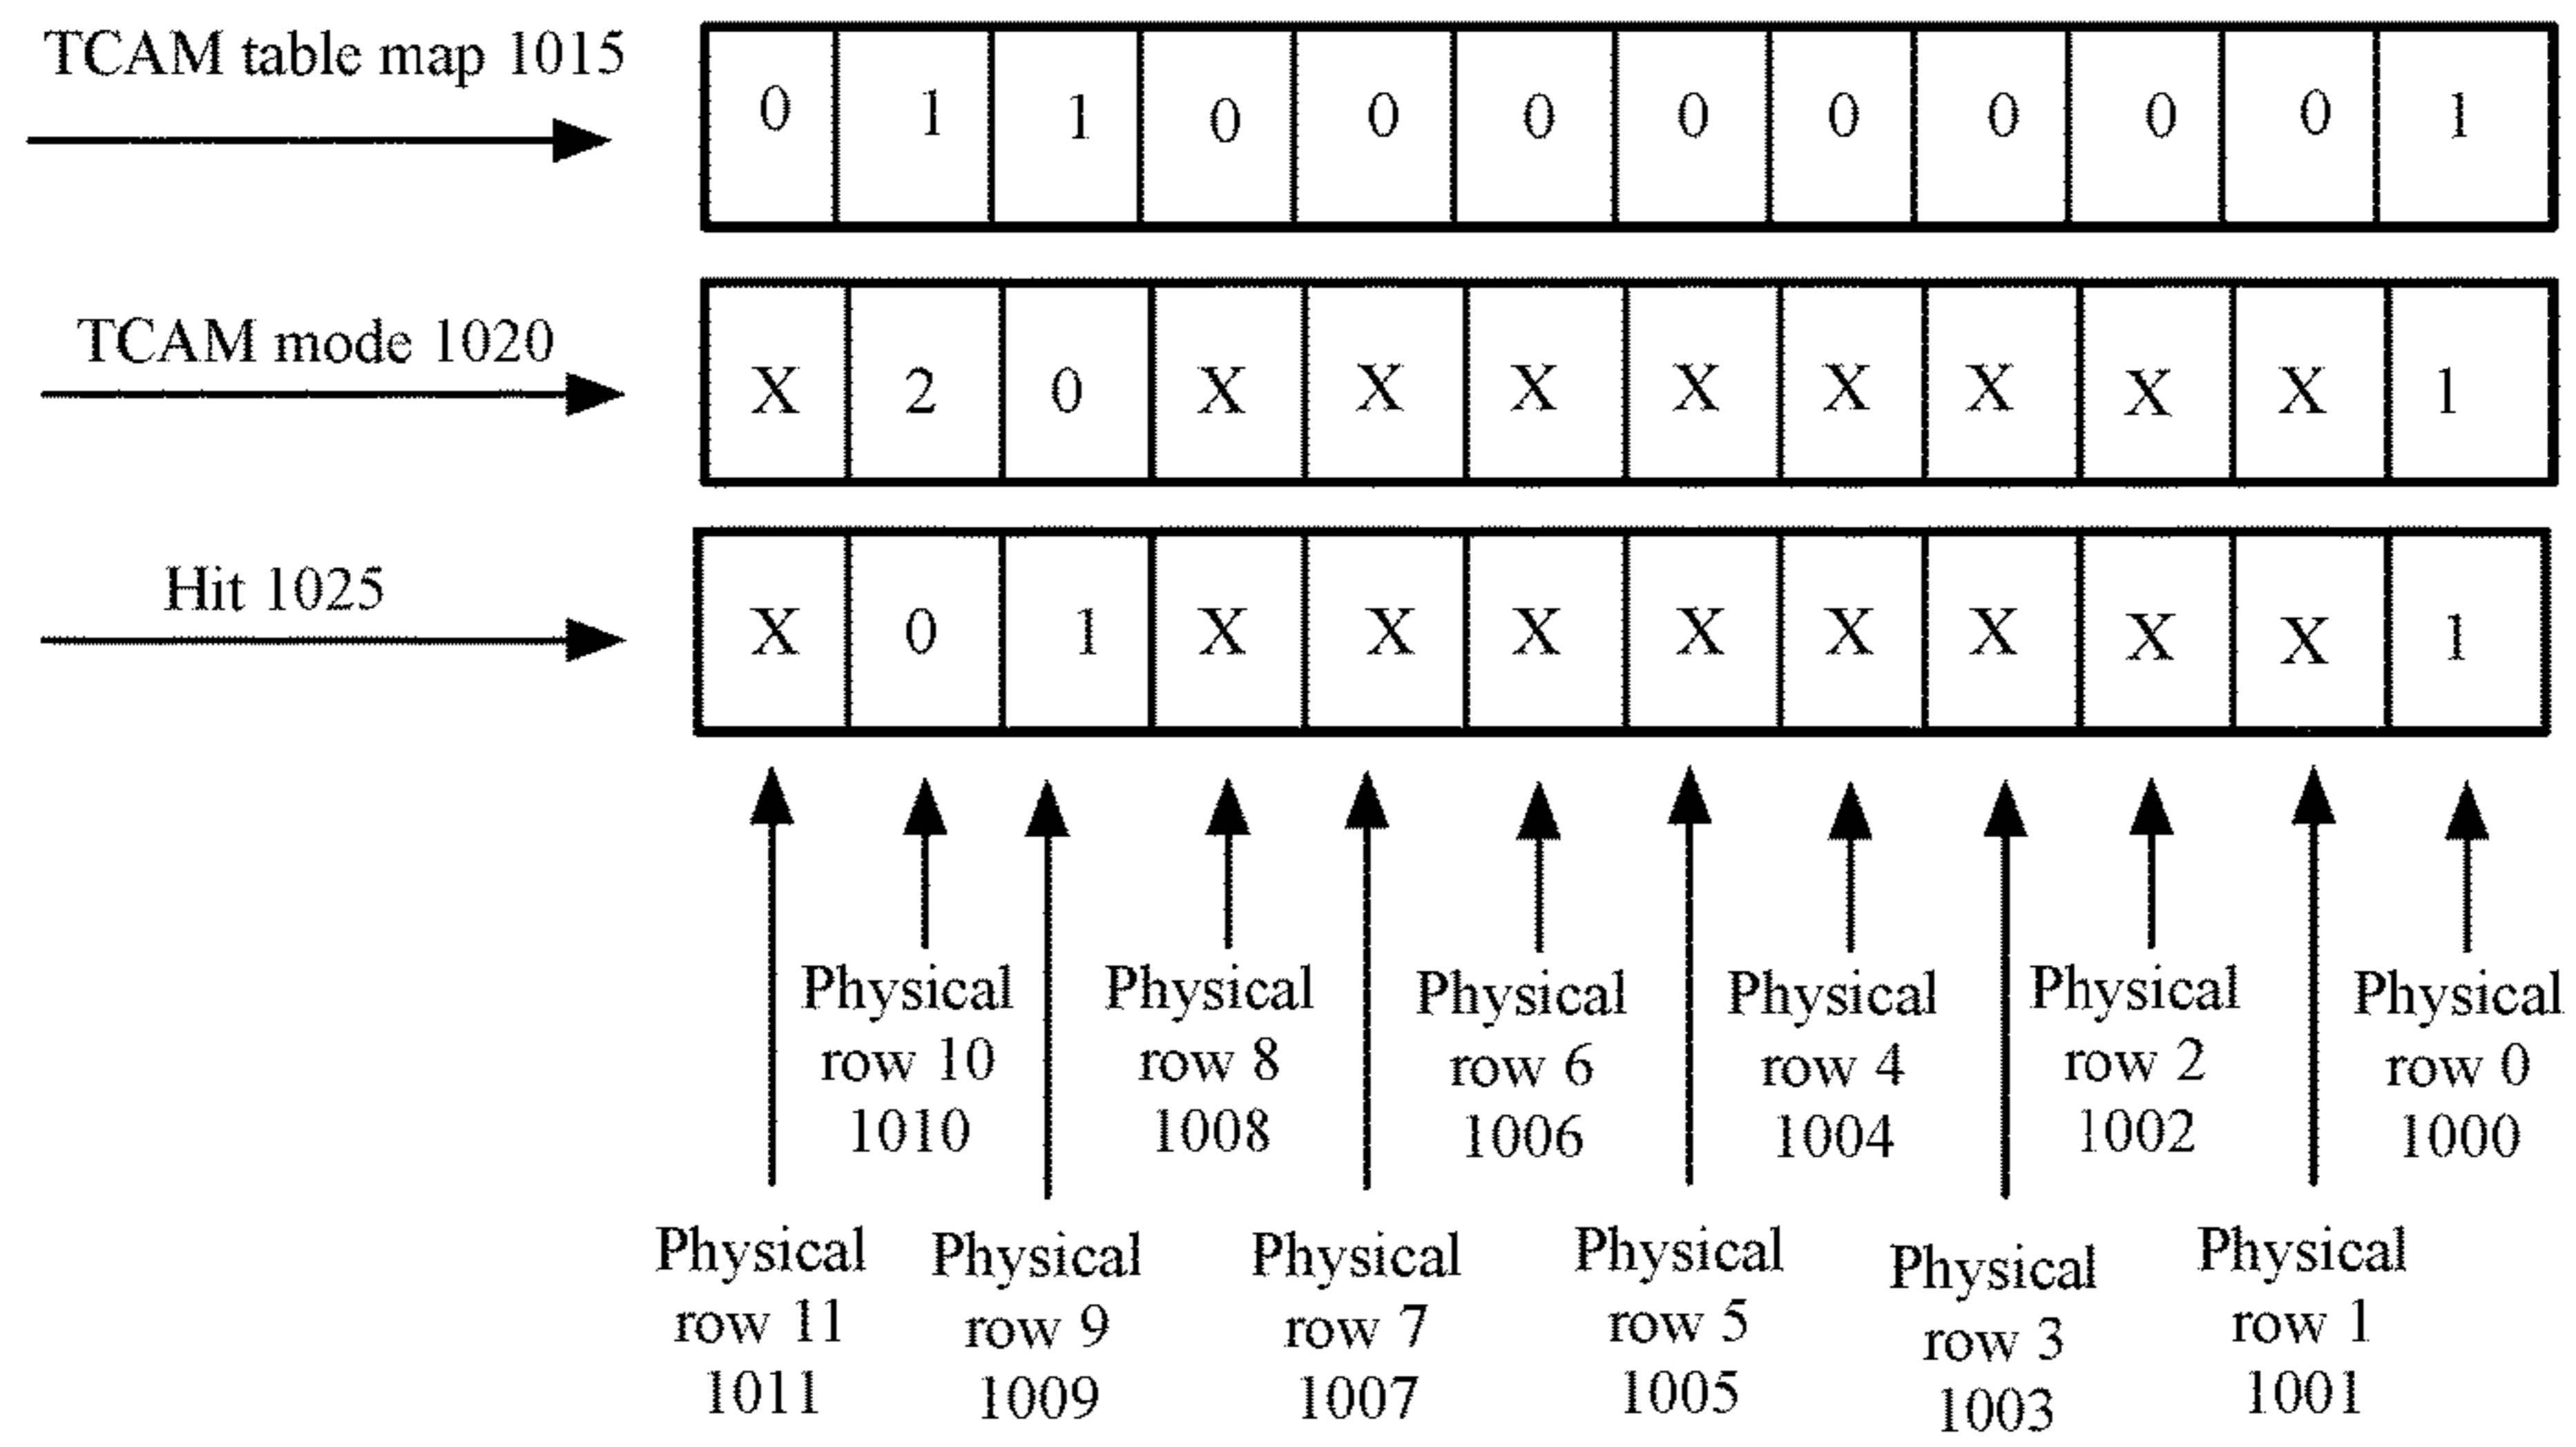 TCAM table map 1015
0 1 1 0 0 0 0 0 0 0 0 1
TCAM mode 1020
X 2 0 X X X X X X X X 1
Hit 1025
X 0 1 X X X X X X X X 1
Physical
row 10
1010
Physical
row 8
1008
Physical
row 6
1006
Physical
row 4
1004
Physical
row 2
1002
Physical
row 0
1000
Physical
row 11
1011
Physical
row 9
1009
Physical
row 7
1007
Physical
row 5
1005
Physical
row 3
1003
Physical
row 1
1001